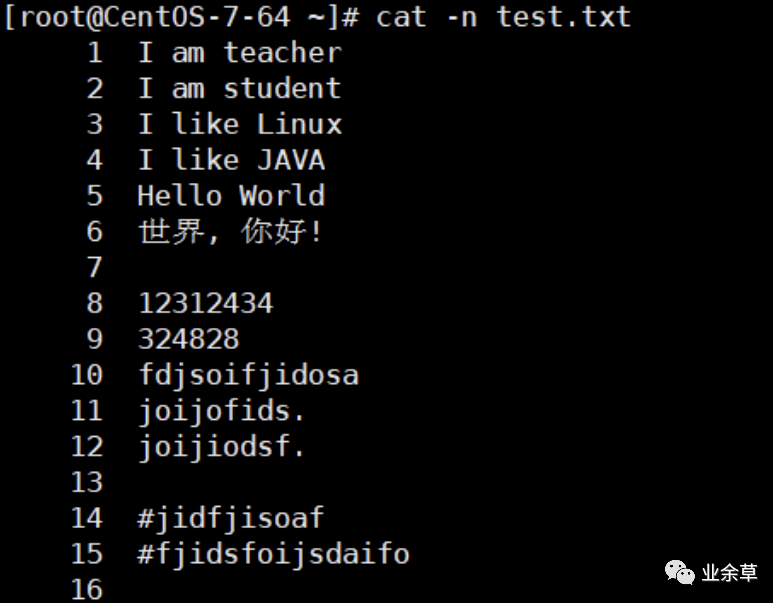 [root@CentOS-7-64 ~]# cat -n test.txt
1 I am teacher
2 I am student
3 I like Linux
4 I like JAVA
5 Hello World
6 世界, 你好!
7
8 12312434
9 324828
10 fdjsoifjidosa
11 joijofids.
12 joijiodsf.
13
14 #jidfjisoaf
15 #fjidsfoijsdaifo
16
业余草